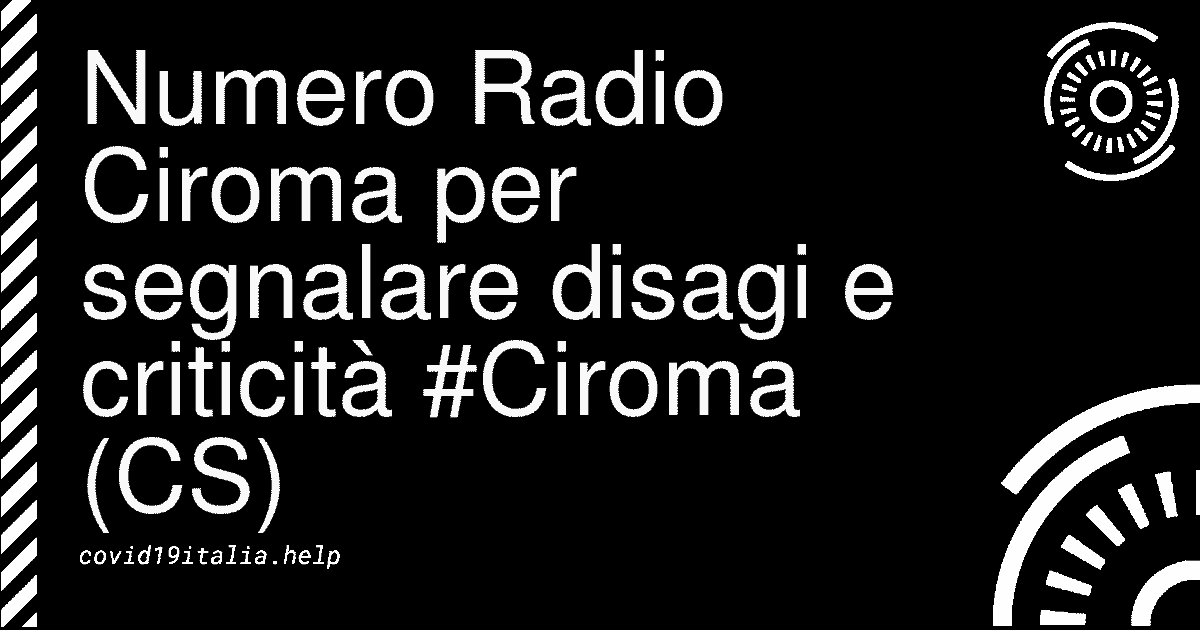 Numero Radio
Ciroma per
segnalare disagi e
criticità #Ciroma
(CS)
covid19italia.help